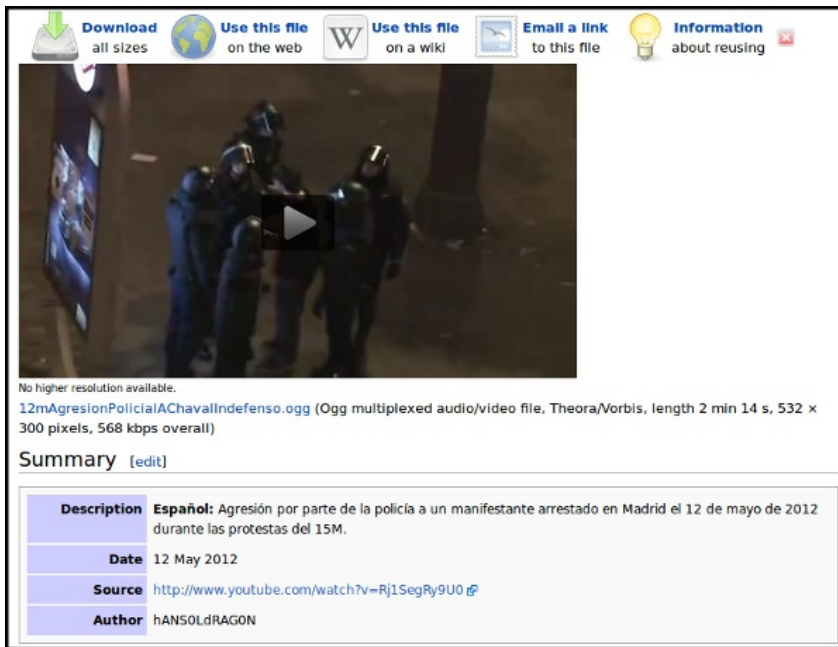 Download
all sizes
Use this file
on the web
W
Use this file
on a wiki
Email a link
to this file
Information
about reusing
No higher resolution available.
12mAgresionPolicialAChavalIndefenso.ogg (Ogg multiplexed audio/video file, Theora/Vorbis, length 2 min 14 s, 532 ×
300 pixels, 568 kbps overall)
Summary [edit]
Description Español: Agresión por parte de la policía a un manifestante arrestado en Madrid el 12 de mayo de 2012
durante las protestas del 15M.
Date 12 May 2012
Source http://www.youtube.com/watch?v=Rj1SegRy9U0
Author hANS0LdRAG0N